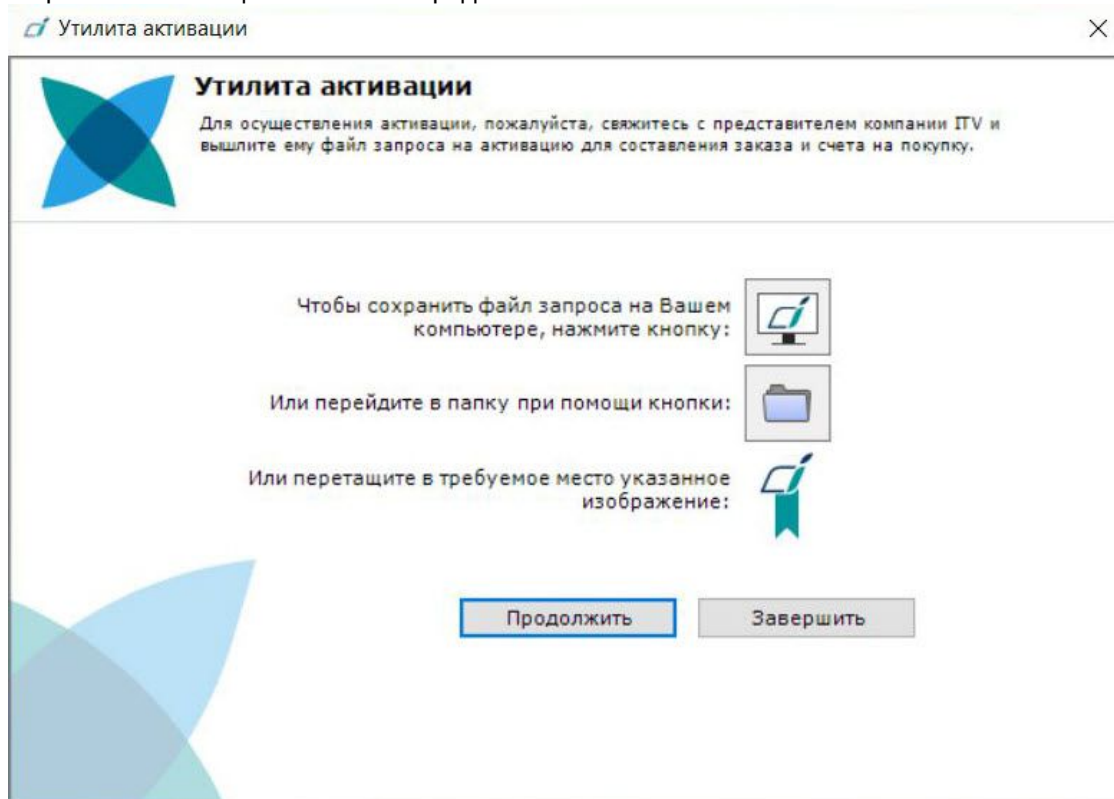 Утилита активации
Утилита активации
Для осуществления активации, пожалуйста, свяжитесь с представителем компании ITV и
вышлите ему файл запроса на активацию для составления заказа и счета на покупку.
Чтобы сохранить файл запроса на Вашем
компьютере, нажмите кнопку:
Или перейдите в папку при помощи кнопки:
Или перетащите в требуемое место указанное
изображение:
Продолжить
Завершить